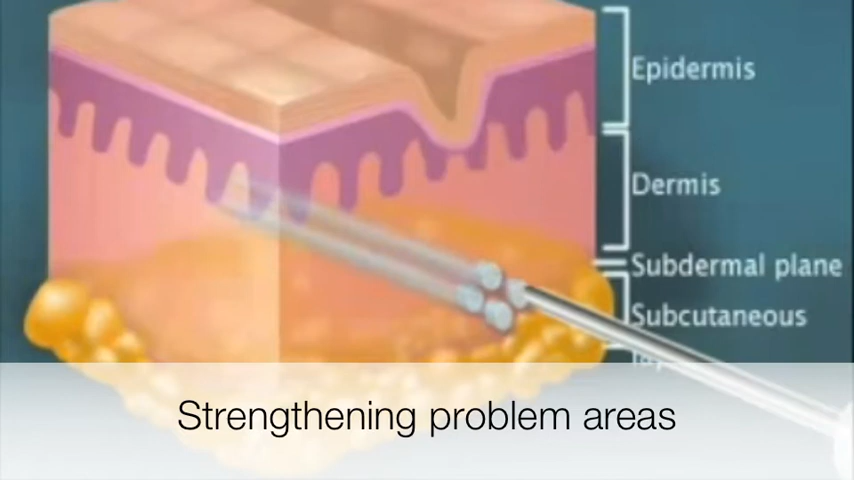 Epidermis
Dermis
Subdermal plane
Subcutaneous
Strengthening problem areas